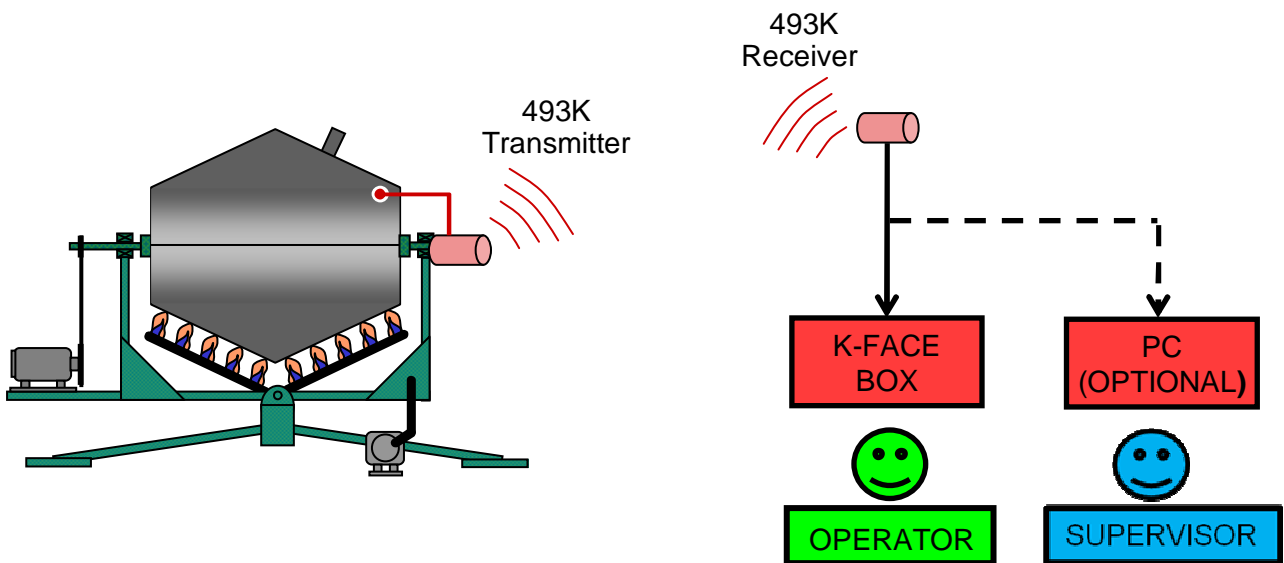 493K
Transmitter
493K
Receiver
K-FACE
BOX
PC
(OPTIONAL)
OPERATOR
SUPERVISOR